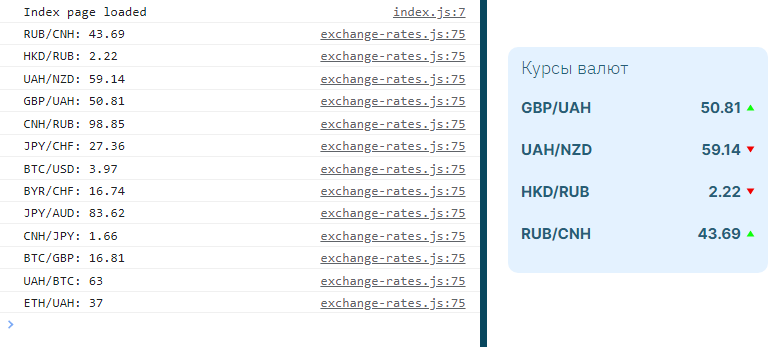 Index page loaded index.js:7
RUB/CNH: 43.69 exchange-rates.js:75
HKD/RUB: 2.22 exchange-rates.js:75
UAH/NZD: 59.14 exchange-rates.js:75
GBP/UAH: 50.81 exchange-rates.js:75
CNH/RUB: 98.85 exchange-rates.js:75
JPY/CHF: 27.36 exchange-rates.js:75
BTC/USD: 3.97 exchange-rates.js:75
BYR/CHF: 16.74 exchange-rates.js:75
JPY/AUD: 83.62 exchange-rates.js:75
CNH/JPY: 1.66 exchange-rates.js:75
BTC/GBP: 16.81 exchange-rates.js:75
UAH/BTC: 63 exchange-rates.js:75
ETH/UAH: 37 exchange-rates.js:75
Курсы валют
GBP/UAH 50.81
UAH/NZD 59.14
HKD/RUB 2.22
RUB/CNH 43.69